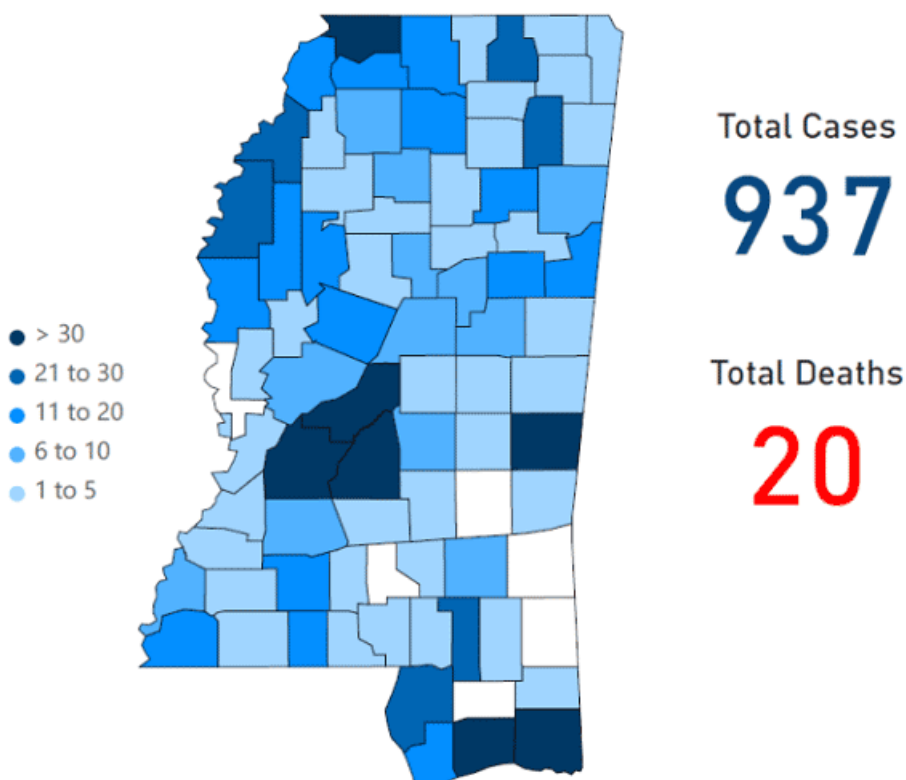 Total Cases
937
> 30
21 to 30
11 to 20
6 to 10
1 to 5
Total Deaths
20